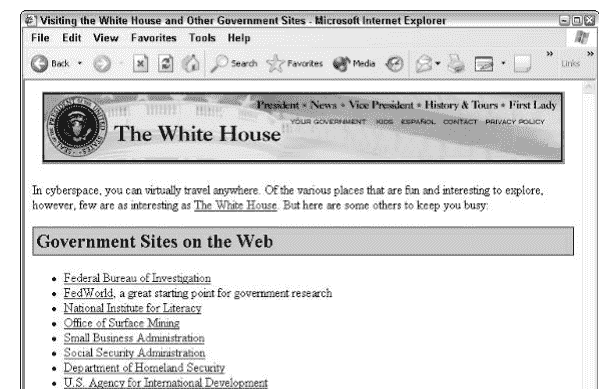 Visiting the White House and Other Government Sites - Microsoft Internet Explorer
File Edit View Favorites Tools Help
Back Search Favorites Media Links
President • News • Vice President • History & Tours • First Lady
YOUR GOVERNMENT KIDS ESPAÑOL CONTACT PRIVACY POLICY
The White House
In cyberspace, you can virtually travel anywhere. Of the various places that are fun and interesting to explore,
however, few are as interesting as The White House. But here are some others to keep you busy:
Government Sites on the Web
• Federal Bureau of Investigation
• FedWorld, a great starting point for government research
• National Institute for Literacy
• Office of Surface Mining
• Small Business Administration
• Social Security Administration
• Department of Homeland Security
• U.S. Agency for International Development